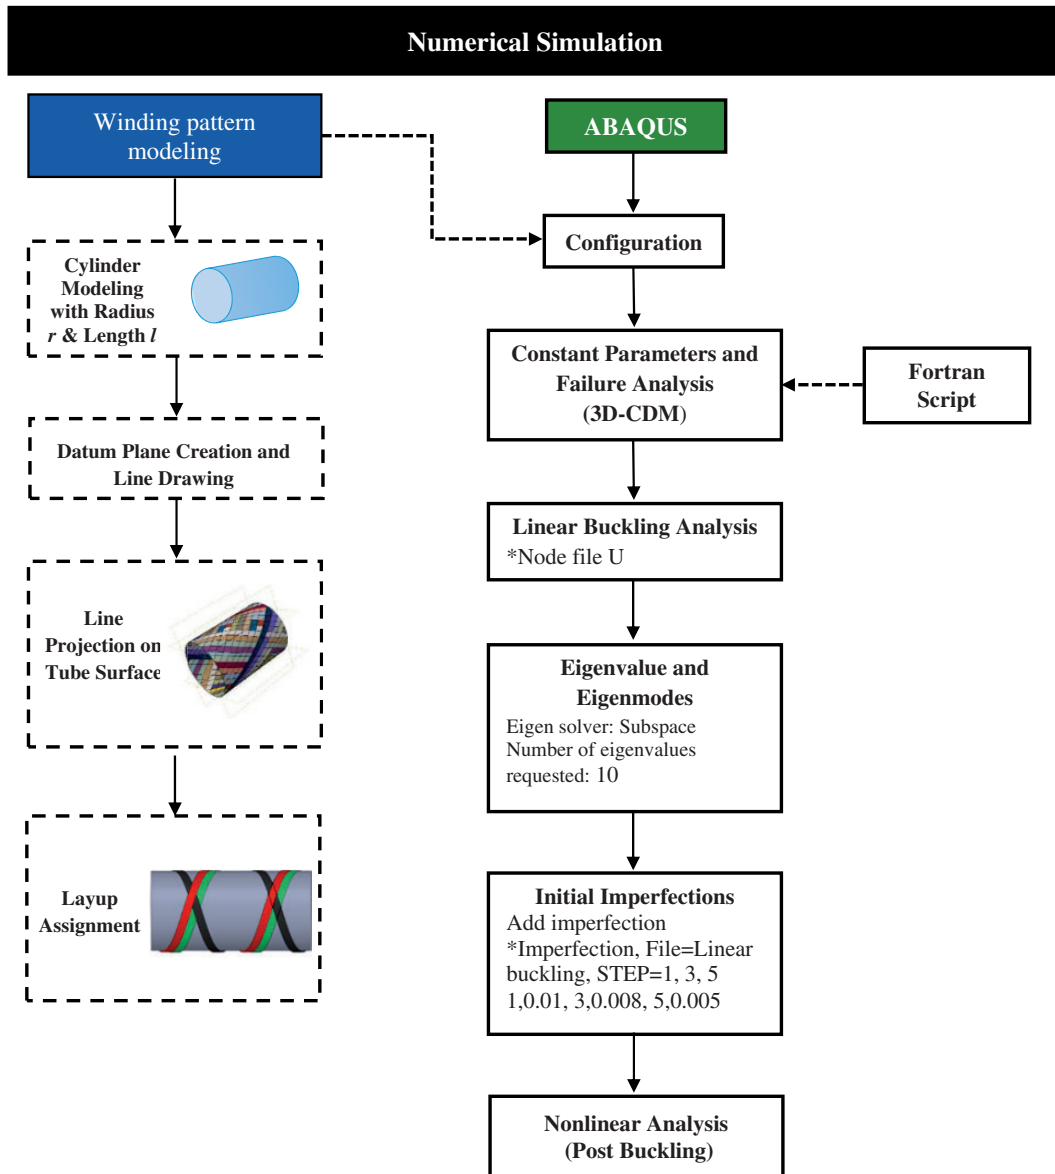 Numerical Simulation
Winding pattern
modeling
Cylinder
Modeling
with Radius
r & Length l
Datum Plane Creation and
Line Drawing
Line
Projection on
Tube Surface
Layup
Assignment
ABAQUS
Configuration
Constant Parameters and
Failure Analysis
(3D-CDM)
Fortran
Script
Linear Buckling Analysis
*Node file U
Eigenvalue and
Eigenmodes
Eigen solver: Subspace
Number of eigenvalues
requested: 10
Initial Imperfections
Add imperfection
*Imperfection, File=Linear
buckling, STEP=1, 3, 5
1,0.01, 3,0.008, 5,0.005
Nonlinear Analysis
(Post Buckling)